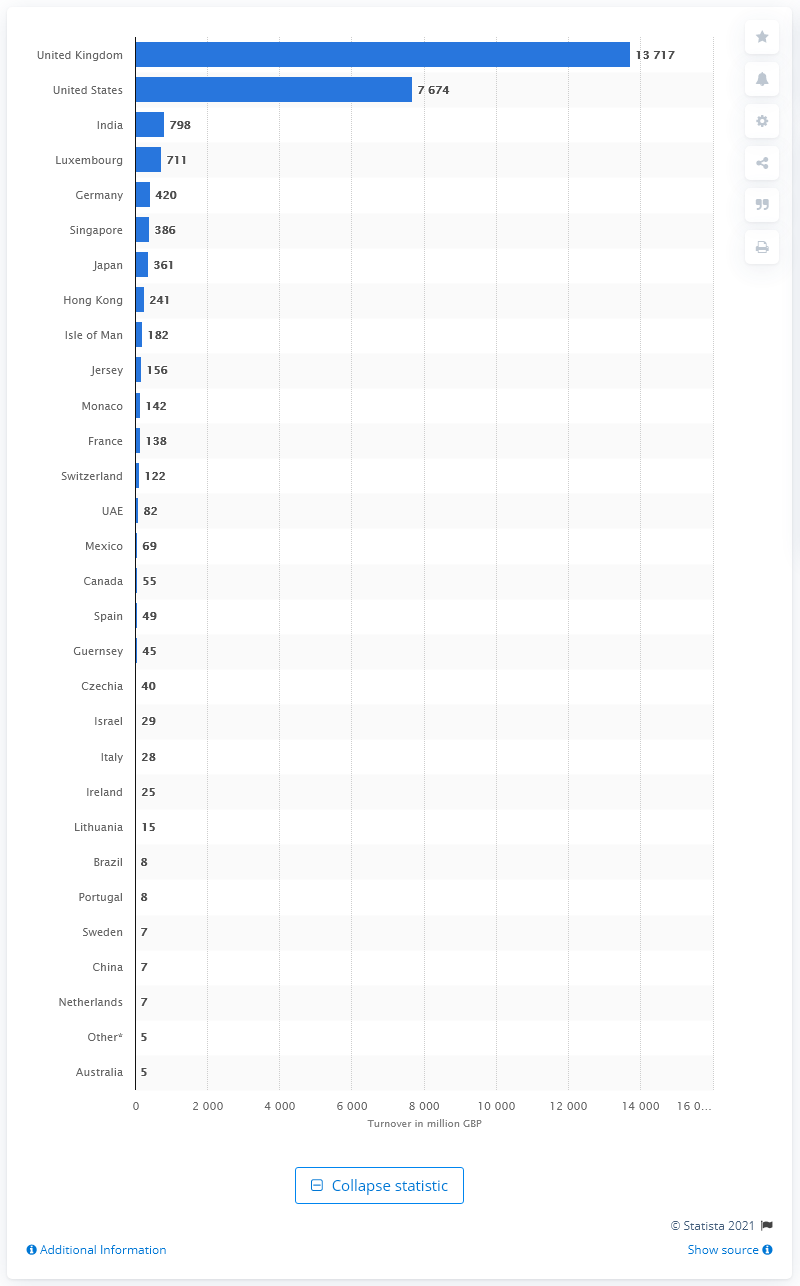 United Kingdom 13 717
United States 7 674
India 798
Luxembourg 711
Germany 420
Singapore 386
Japan 361
Hong Kong 241
Isle of Man 182
Jersey 156
Monaco 142
France 138
Switzerland 122
UAE 82
Mexico 69
Canada 55
Spain 49
Guernsey 45
Czechia 40
Israel 29
Italy 28
Ireland 25
Lithuania 15
Brazil 8
Portugal 8
Sweden 7
China 7
Netherlands 7
Other* 5
Australia 5
0 2 000 4 000 6 000 8 000 10 000 12 000 14 000 16 0…
Turnover in million GBP
Collapse statistic
© Statista 2021
Additional Information Show source